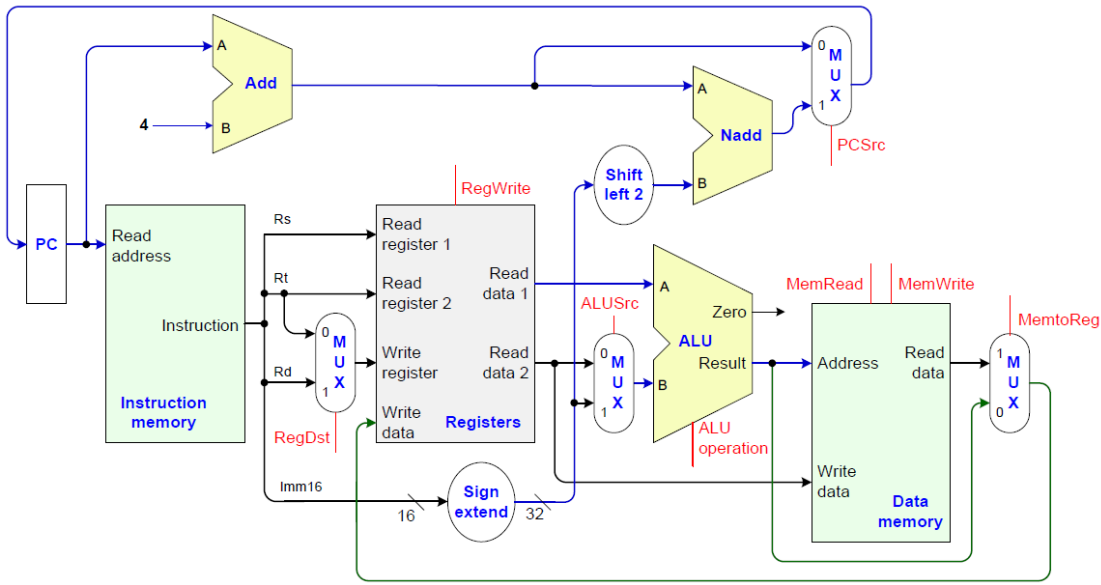 A
Add
4
B
0
M
U
X
1
PCSrc
A
Nadd
B
Shift
left 2
RegWrite
PC
Read
address
Instruction
Instruction
memory
Rs
Rt
0
M
U
X
1
Rd
RegDst
Imm16
16
Sign
extend
32
Read
register 1
Read
register 2
Write
register
Write
data
Read
data 1
Read
data 2
Registers
ALUSrc
0
M
U
X
1
A
Zero
ALU
Result
B
ALU
operation
MemRead
MemWrite
Address
Read
data
Write
data
Data
memory
MemtoReg
1
M
U
X
0